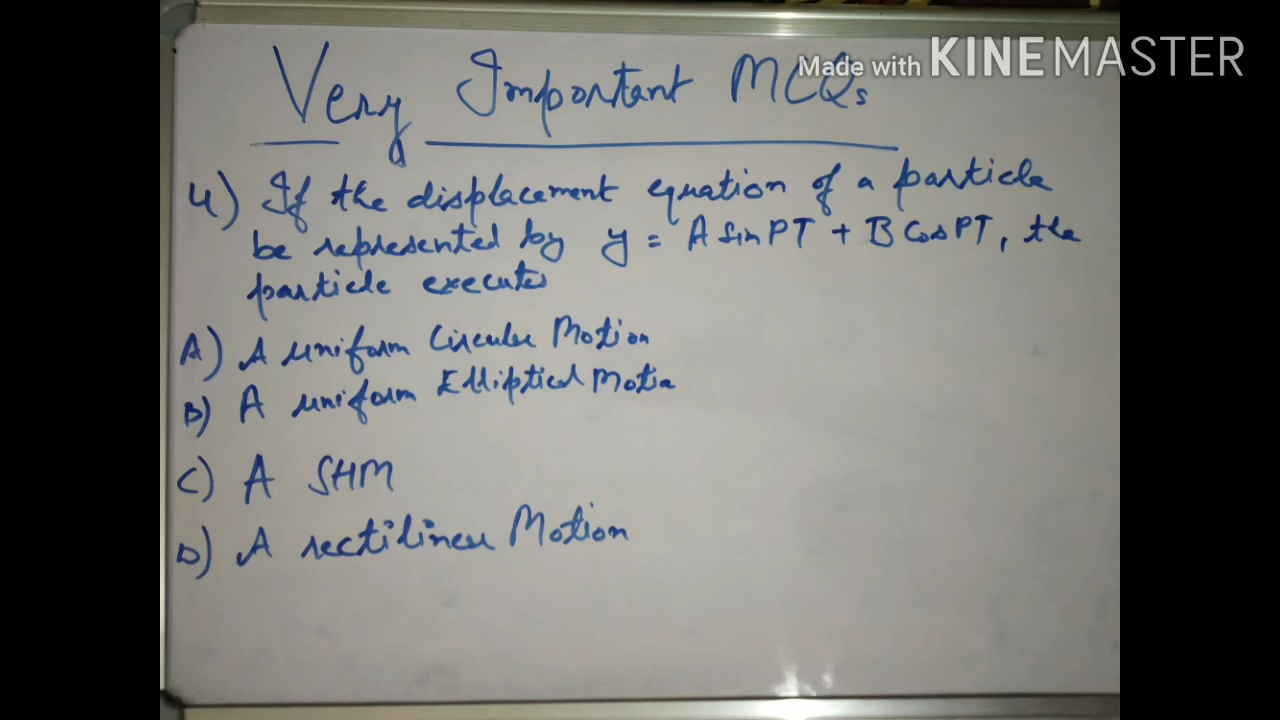 Made with KINEMASTER
Very Important MCQs
4) If the displacement equation of a particle
be represented by y = A sin PT + B Cos PT, the
particle executes
A) A uniform Circular Motion
B) A uniform Elliptical Motion
C) A SHM
D) A rectilinear Motion